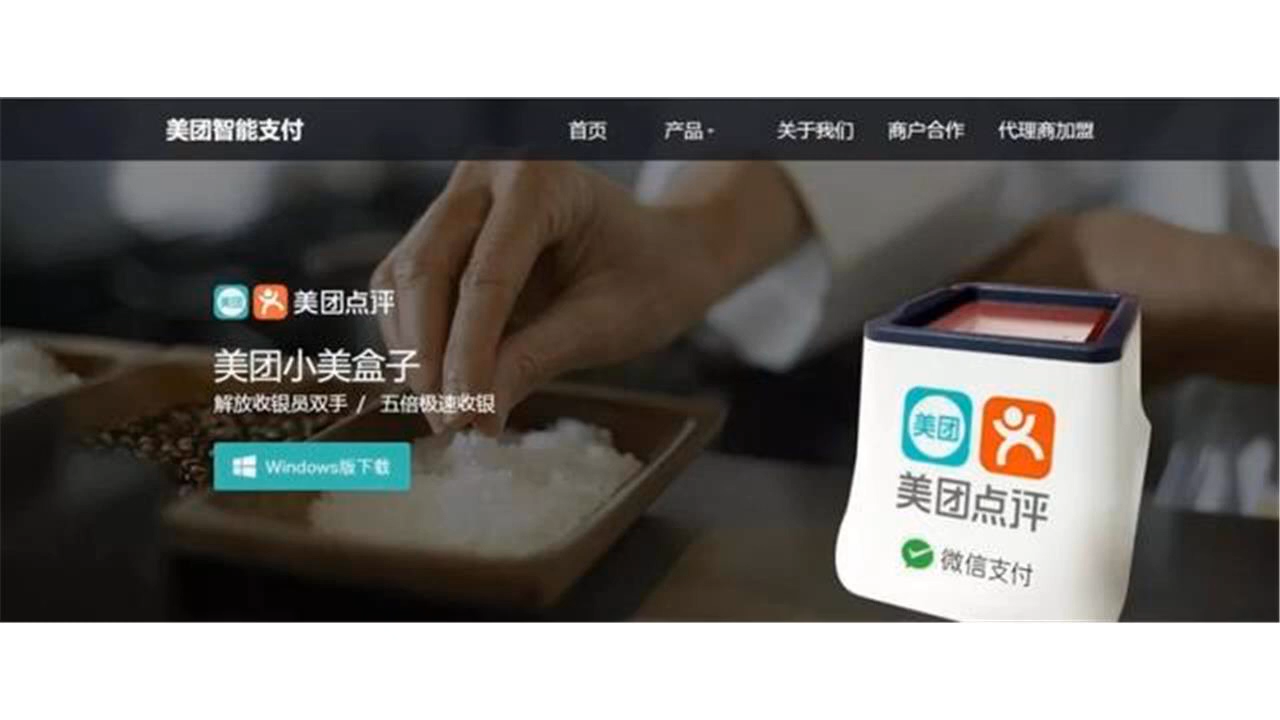 美团智能支付 首页 产品 关于我们 商户合作 代理商加盟
美团 美团点评
美团小美盒子
解放收银员双手 / 五倍极速收银
Windows版下载
美团
美团点评
微信支付